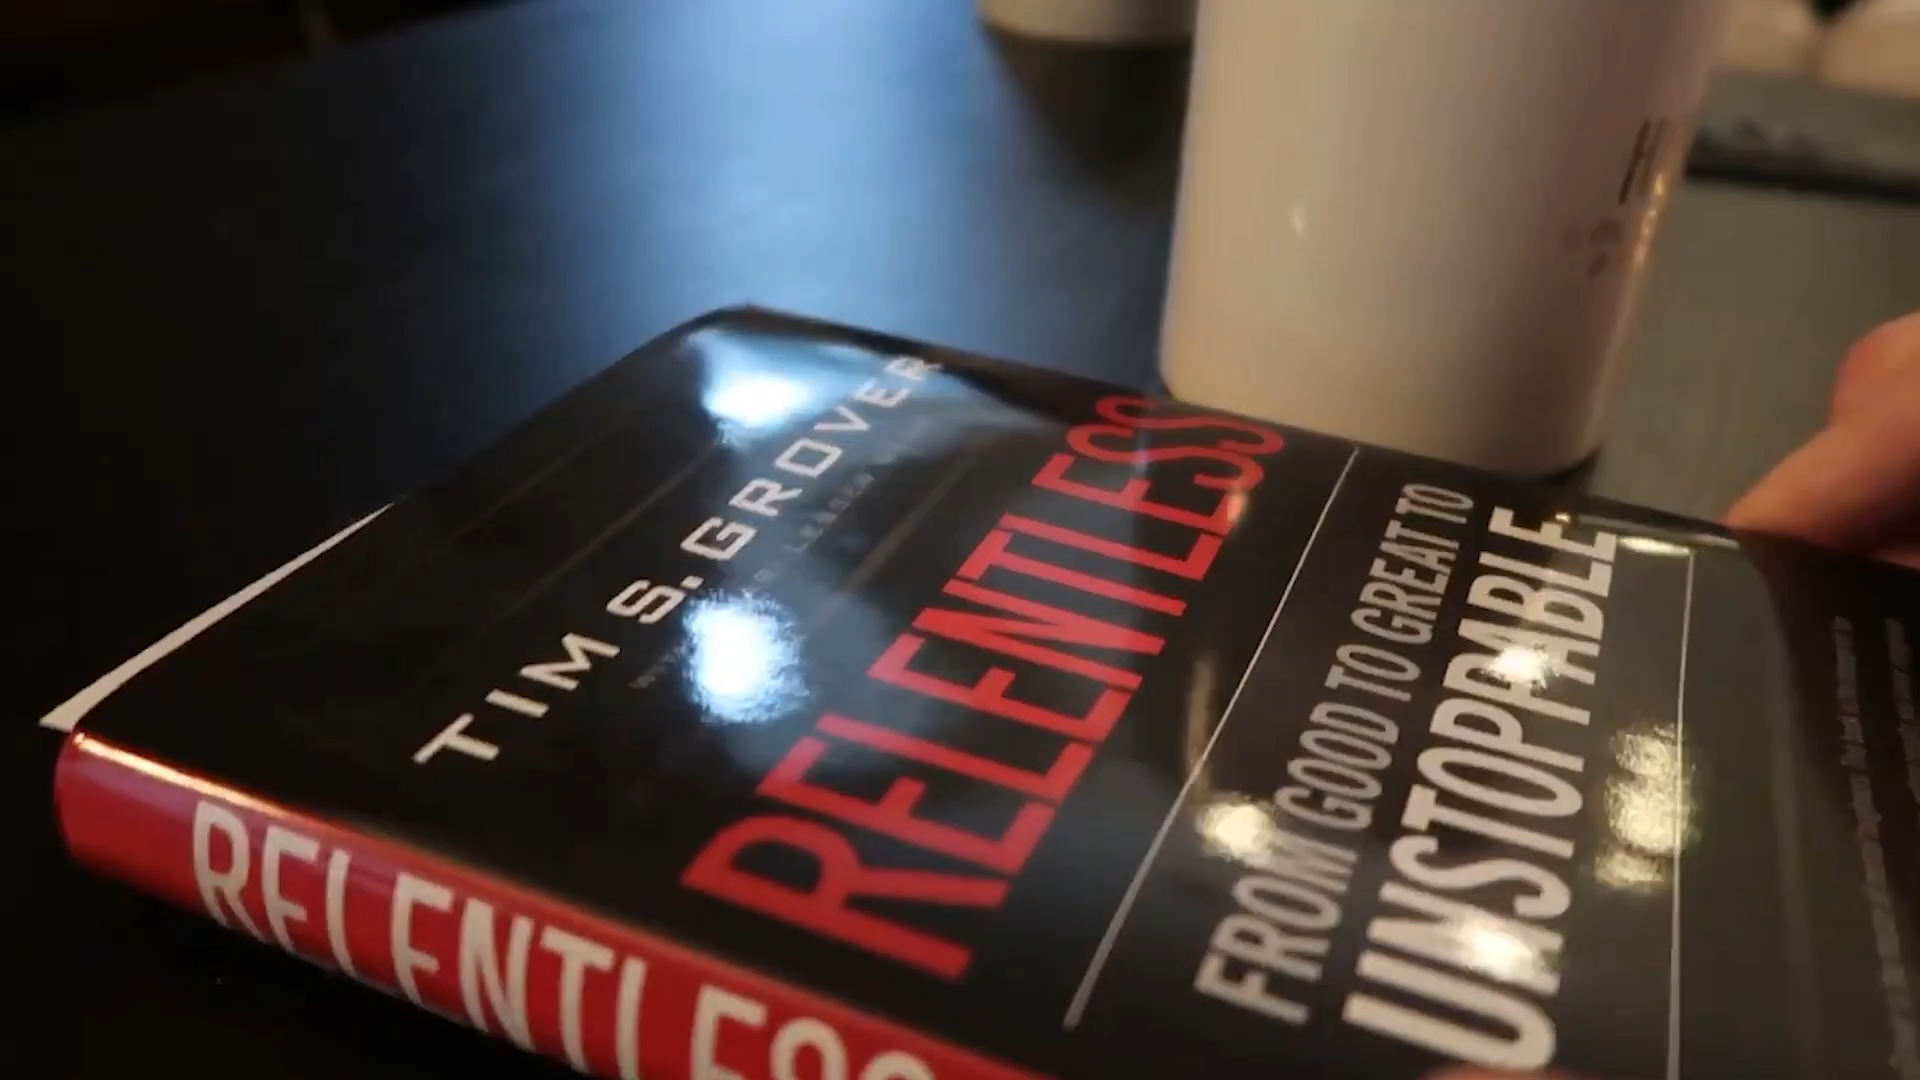 TIM S. GROVER
RELENTLESS
FROM GOOD TO GREAT TO
UNSTOPPABLE
RELENTLESS